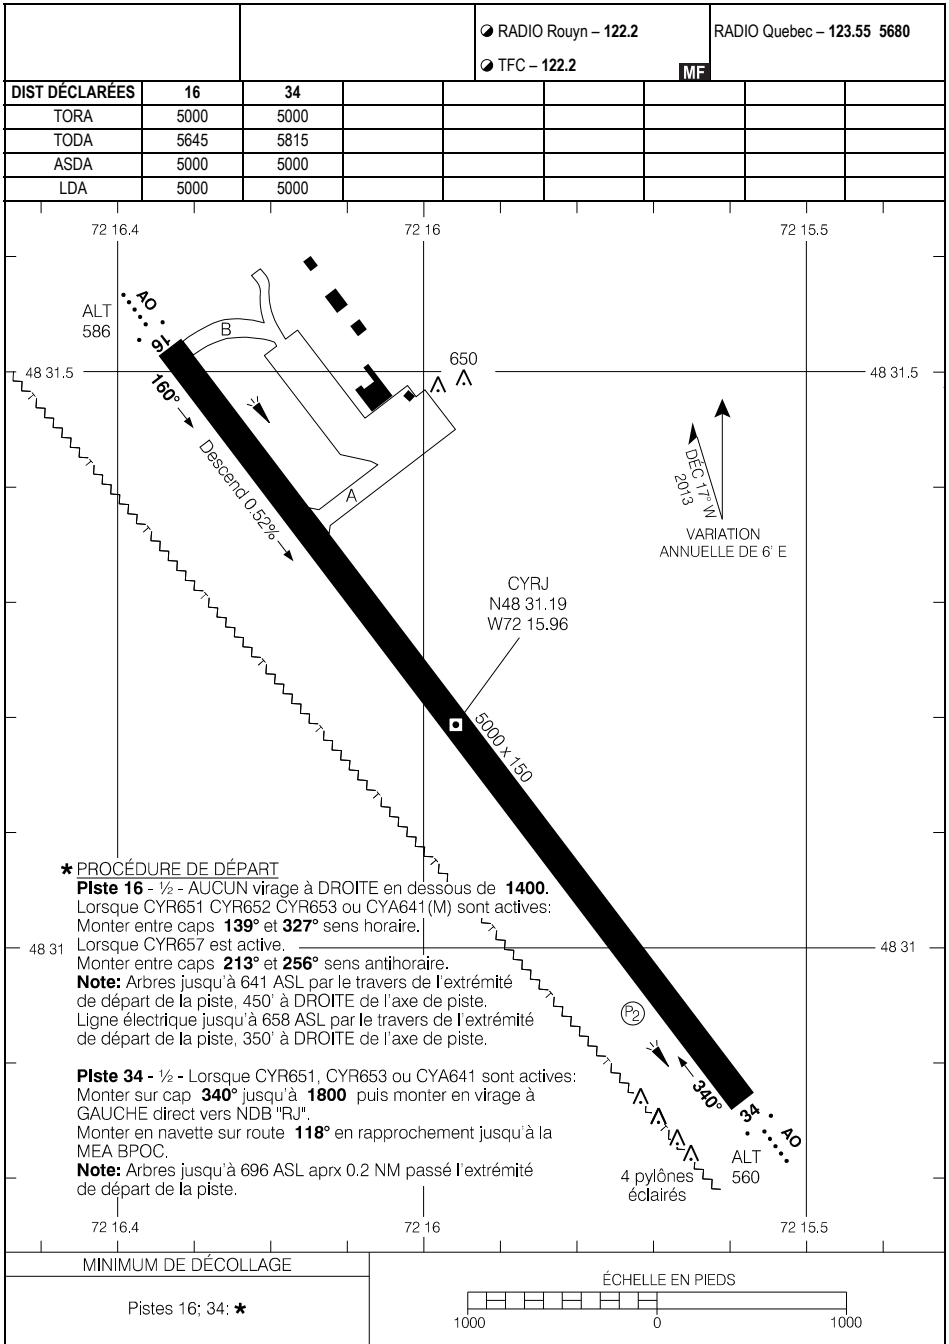 RADIO Rouyn – 122.2
RADIO Quebec – 123.55 5680
TFC – 122.2
MF
DIST DÉCLARÉES 16 34
TORA 5000 5000
TODA 5645 5815
ASDA 5000 5000
LDA 5000 5000
72 16.4 72 16 72 15.5
ALT
586
AO
16
B
650
48 31.5 48 31.5
160°
Descend 0.52%
A
DÉC 17° W
2013
VARIATION
ANNUELLE DE 6' E
CYRJ
N48 31.19
W72 15.96
5000 x 150
* PROCÉDURE DE DÉPART
Piste 16 - ½ - AUCUN virage à DROITE en dessous de 1400.
Lorsque CYR651 CYR652 CYR653 ou CYA641(M) sont actives:
Monter entre caps 139° et 327° sens horaire.
Lorsque CYR657 est active.
Monter entre caps 213° et 256° sens antihoraire.
Note: Arbres jusqu'à 641 ASL par le travers de l'extrémité
de départ de la piste, 450' à DROITE de l'axe de piste.
Ligne électrique jusqu'à 658 ASL par le travers de l'extrémité
de départ de la piste, 350' à DROITE de l'axe de piste.
48 31 48 31
Piste 34 - ½ - Lorsque CYR651, CYR653 ou CYA641 sont actives:
Monter sur cap 340° jusqu'à 1800 puis monter en virage à
GAUCHE direct vers NDB "RJ".
Monter en navette sur route 118° en rapprochement jusqu'à la
MEA BPOC.
Note: Arbres jusqu'à 696 ASL aprx 0.2 NM passé l'extrémité
de départ de la piste.
P2
340°
34
AO
ALT
560
4 pylônes
éclairés
72 16.4 72 16 72 15.5
MINIMUM DE DÉCOLLAGE
Pistes 16; 34: *
ÉCHELLE EN PIEDS
1000 0 1000